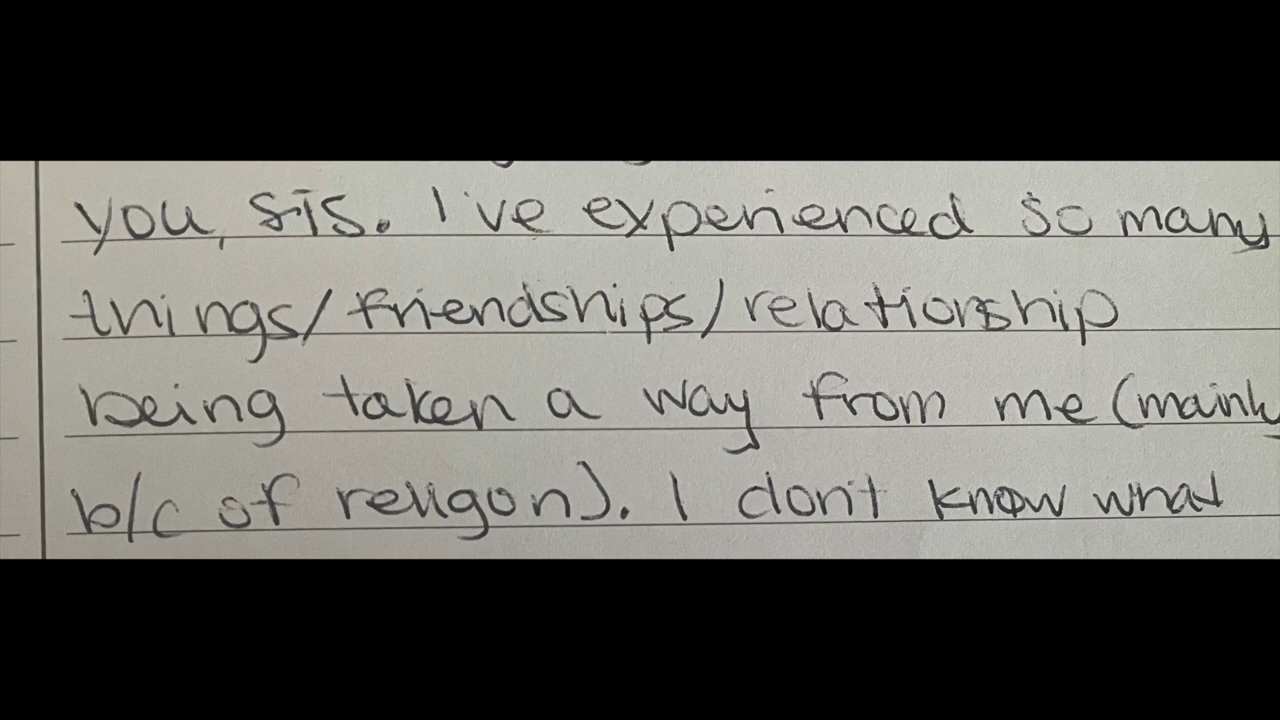 you, sis. I've experienced so many
things/friendships/relationship
being taken a way from me (mainly
b/c of religon). I don't know what